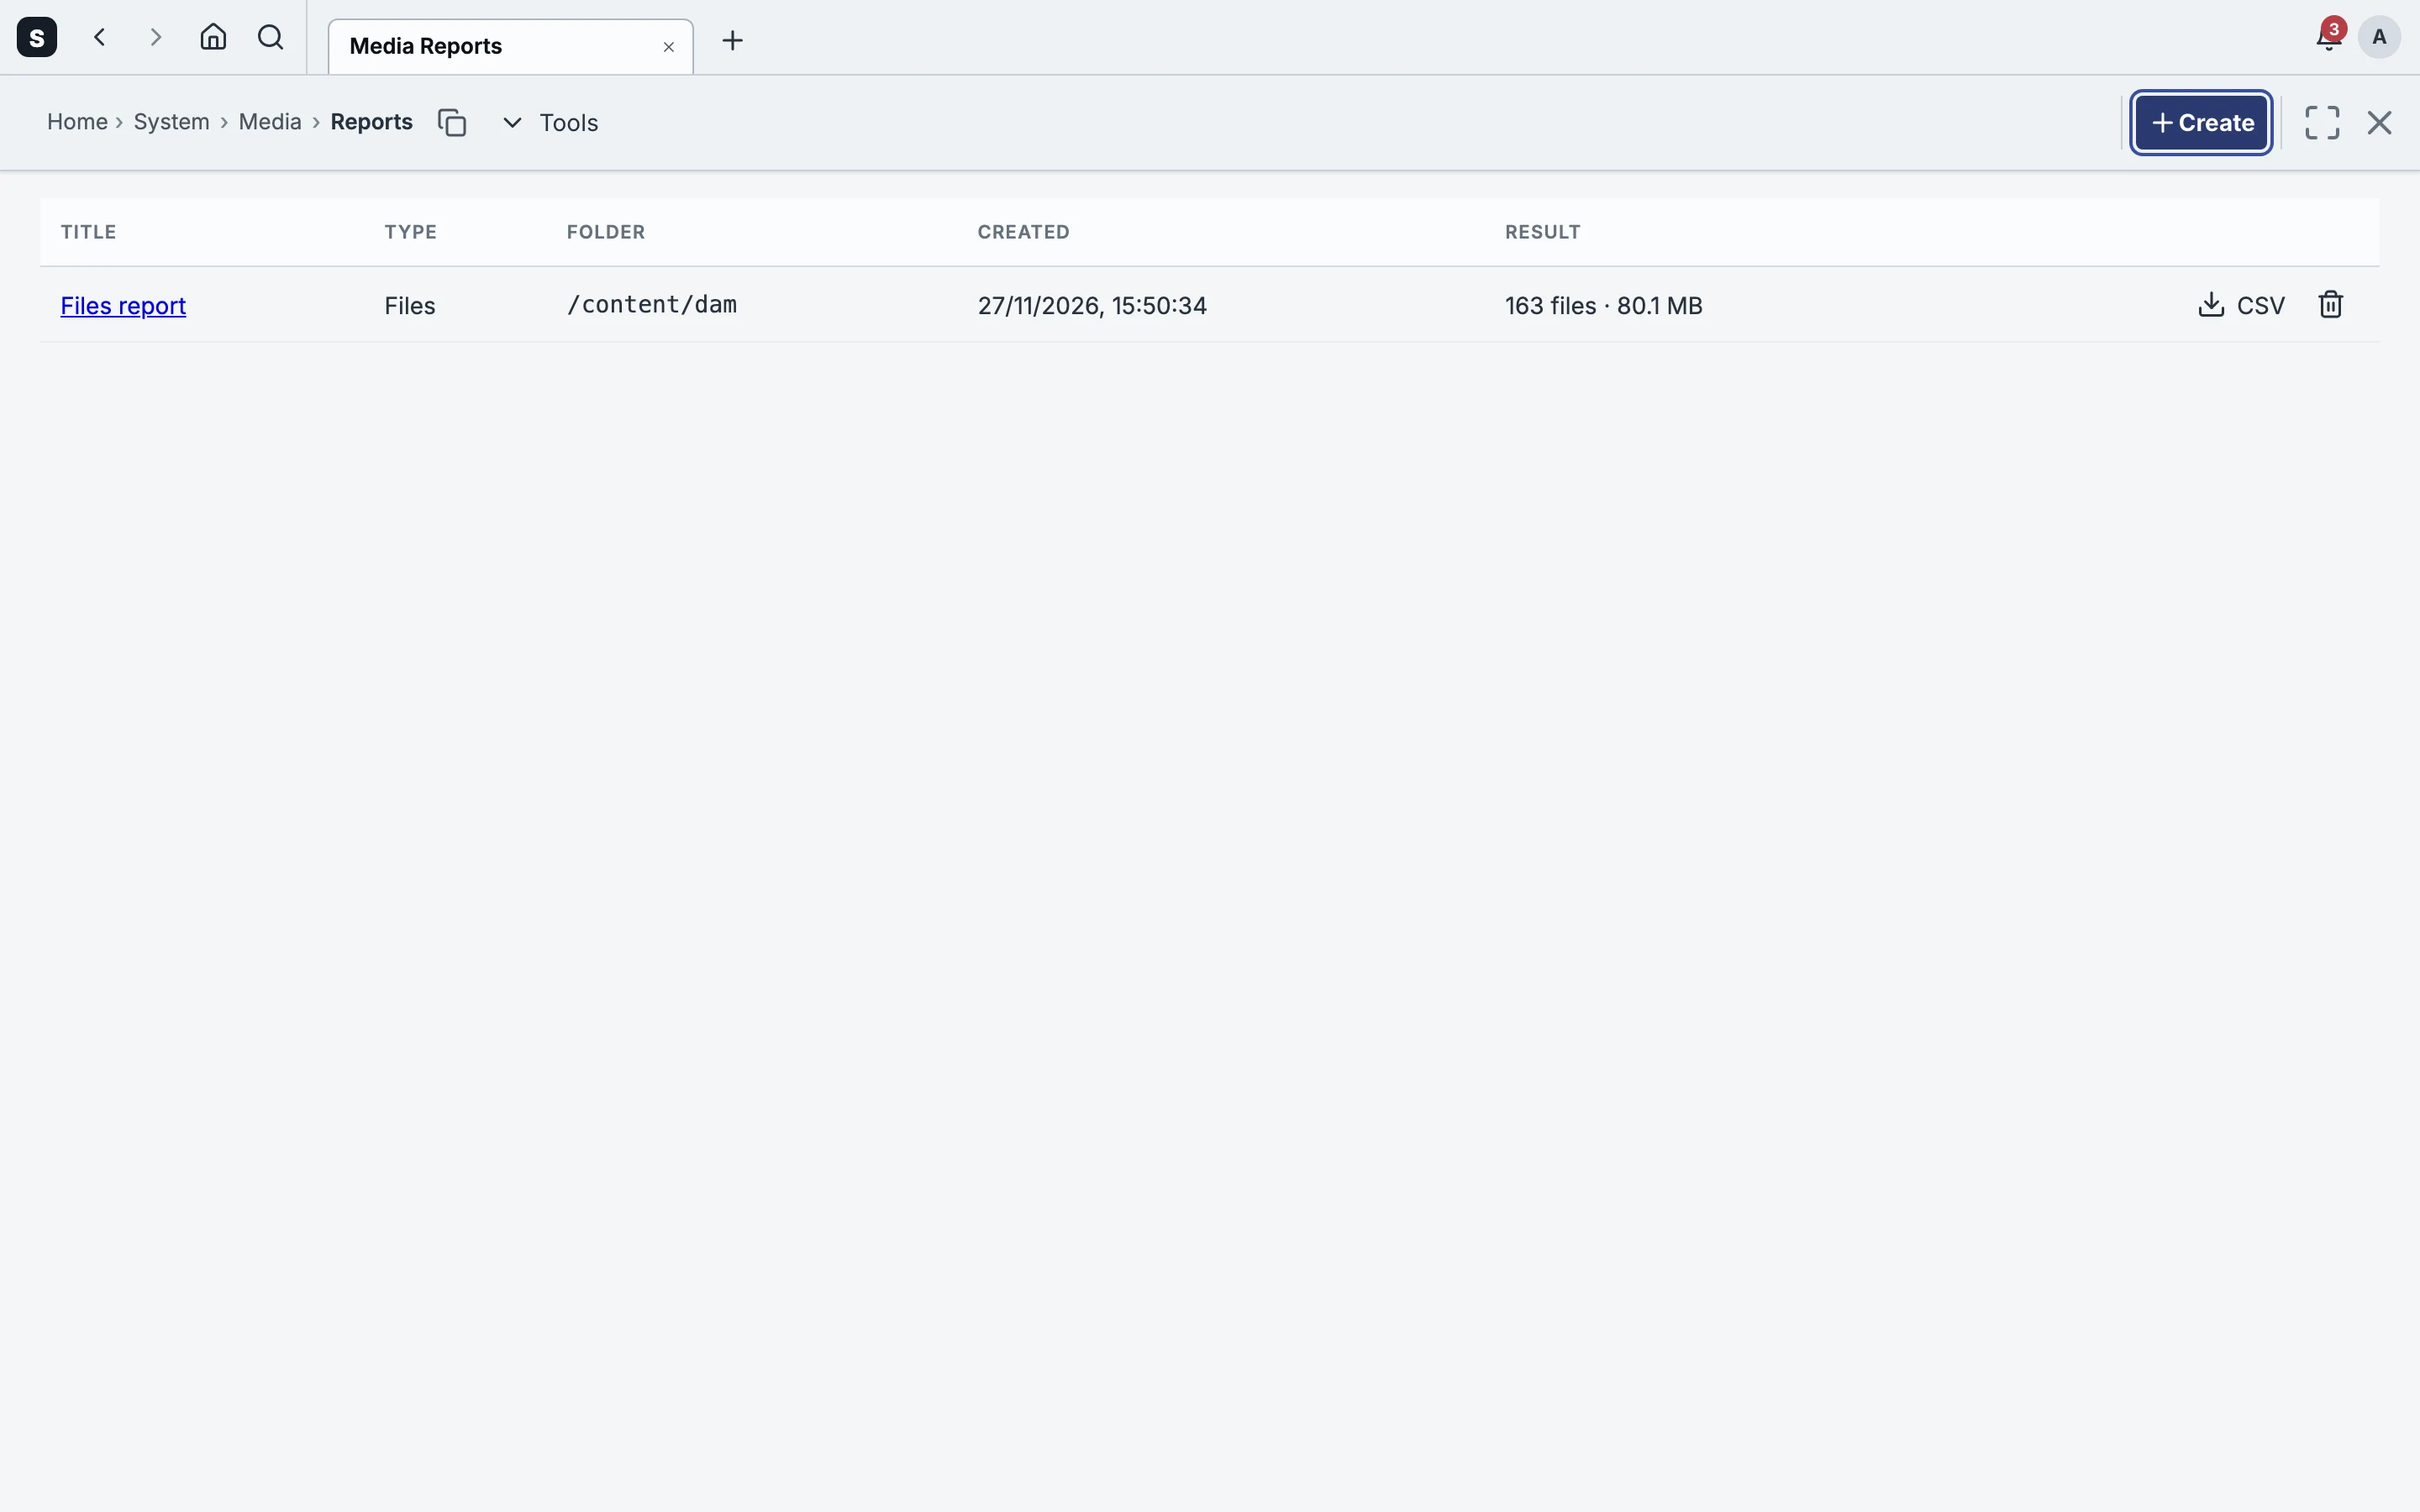 S
Media Reports
3
A
Home › System › Media › Reports
Tools
Create
TITLE TYPE FOLDER CREATED RESULT
Files report Files /content/dam 27/11/2026, 15:50:34 163 files · 80.1 MB CSV